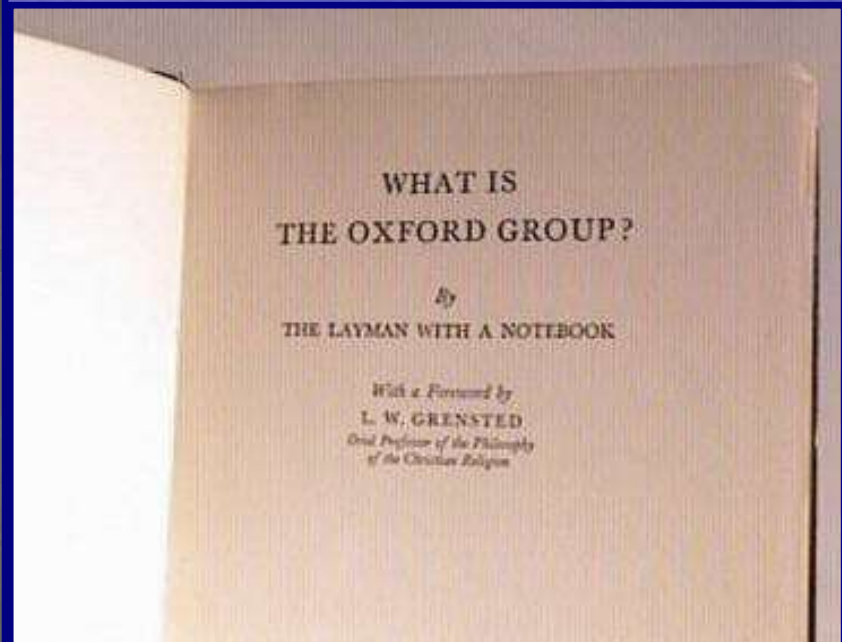 WHAT IS
THE OXFORD GROUP?
By
THE LAYMAN WITH A NOTEBOOK
With a Foreword by
L. W. GRENSTED
Oriel Professor of the Philosophy
of the Christian Religion